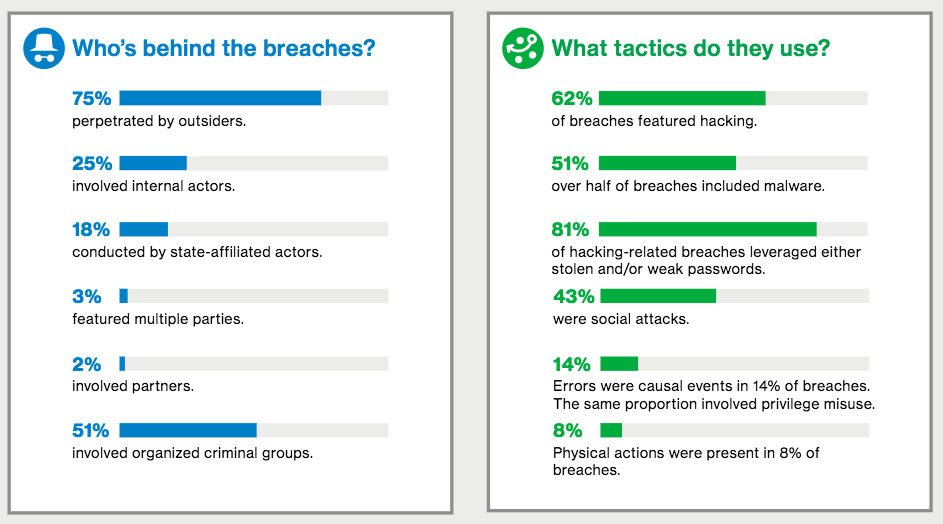 Who's behind the breaches?
75%
perpetrated by outsiders.
25%
involved internal actors.
18%
conducted by state-affiliated actors.
3%
featured multiple parties.
2%
involved partners.
51%
involved organized criminal groups.
What tactics do they use?
62%
of breaches featured hacking.
51%
over half of breaches included malware.
81%
of hacking-related breaches leveraged either
stolen and/or weak passwords.
43%
were social attacks.
14%
Errors were causal events in 14% of breaches.
The same proportion involved privilege misuse.
8%
Physical actions were present in 8% of
breaches.